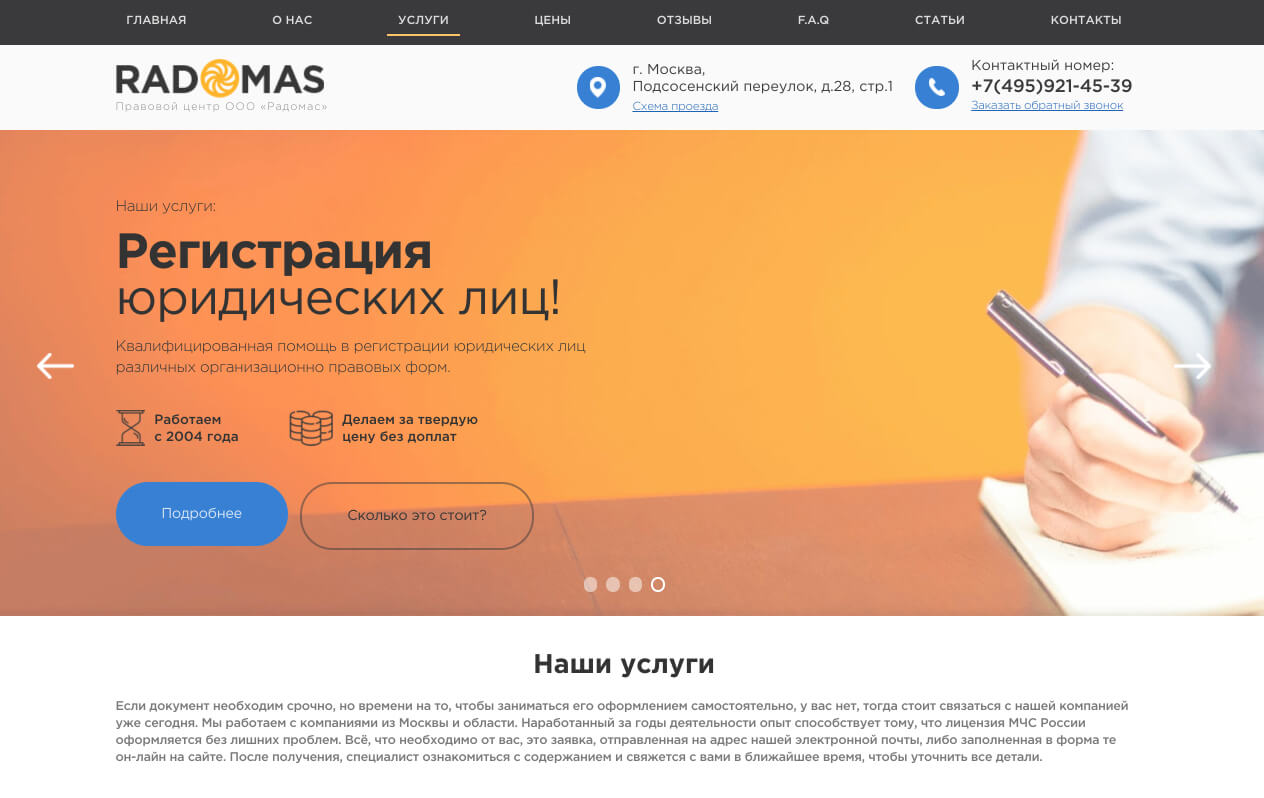 ГЛАВНАЯ
О НАС
УСЛУГИ
ЦЕНЫ
ОТЗЫВЫ
F.A.Q
СТАТЬИ
КОНТАКТЫ
RADOMAS
Правовой центр ООО «Радомас»
г. Москва,
Подсосенский переулок, д.28, стр.1
Схема проезда
Контактный номер:
+7(495)921-45-39
Заказать обратный звонок
Наши услуги:
Регистрация
юридических лиц!
Квалифицированная помощь в регистрации юридических лиц
различных организационно правовых форм.
Работаем
с 2004 года
Делаем за твердую
цену без доплат
Подробнее
Сколько это стоит?
Наши услуги
Если документ необходим срочно, но времени на то, чтобы заниматься его оформлением самостоятельно, у вас нет, тогда стоит связаться с нашей компанией
уже сегодня. Мы работаем с компаниями из Москвы и области. Наработанный за годы деятельности опыт способствует тому, что лицензия МЧС России
оформляется без лишних проблем. Всё, что необходимо от вас, это заявка, отправленная на адрес нашей электронной почты, либо заполненная в форма те
он-лайн на сайте. После получения, специалист ознакомиться с содержанием и свяжется с вами в ближайшее время, чтобы уточнить все детали.